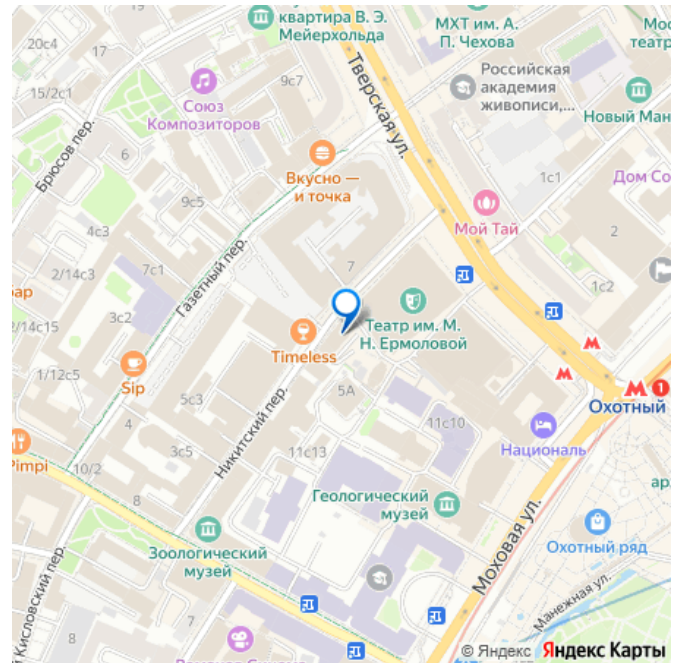 квартира В. Э.
Мейерхольда
МХТ им. А.
П. Чехова
20с4
9с7
Тверская ул.
Российская
академия
живописи,...
15/2с1
Союз
Композиторов
Новый Ман
Брюсов пер.
6
Вкусно —
и точка
1с1
Дом Со
9с5
Мой Тай
4с3
2
7
2/14с3
7с1
Газетный пер.
1с2
бар
3с2
Театр им. М.
Н. Ермоловой
2/14с15
Timeless
1/12с5
Sip
5А
М
1
Охотный
5с3
3с3
4
Никитский пер.
11с10
Националь
Pimpi
10/2
11с13
8
Геологический
музей
ар
Зоологический
музей
Моховая ул.
Охотный ряд
й Кисловский пер.
7
Манежная ул.
8
© Яндекс Яндекс Карты